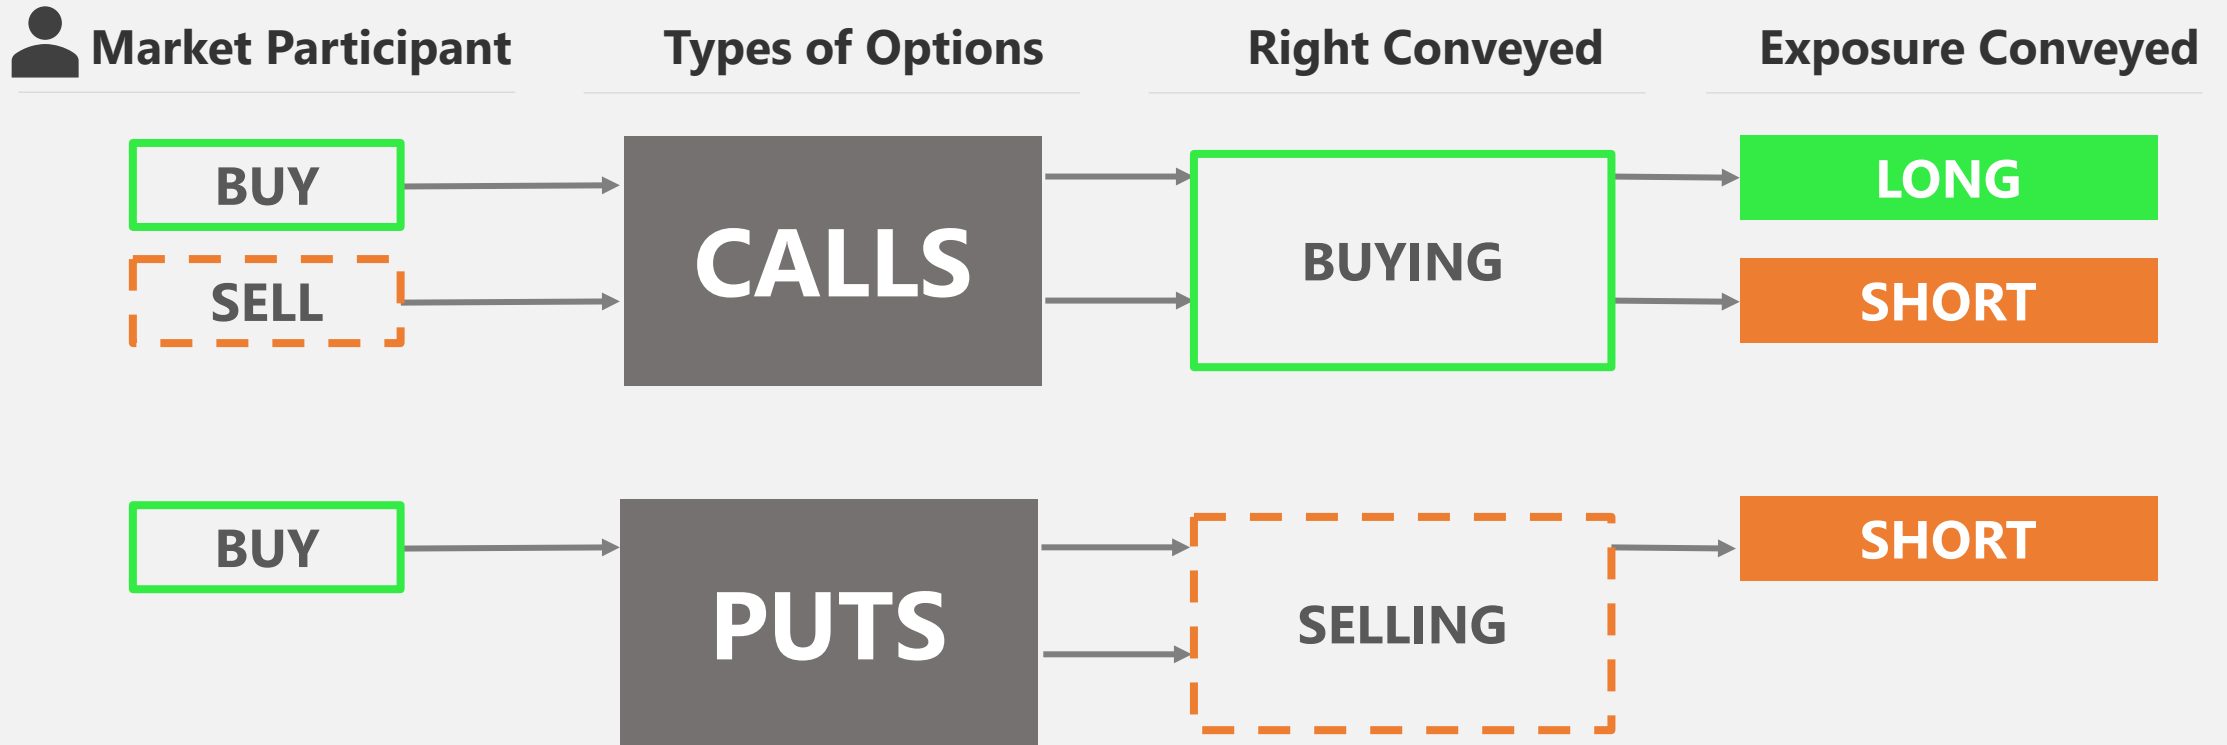 Market Participant
Types of Options
Right Conveyed
Exposure Conveyed
BUY
SELL
CALLS
BUYING
LONG
SHORT
BUY
PUTS
SELLING
SHORT